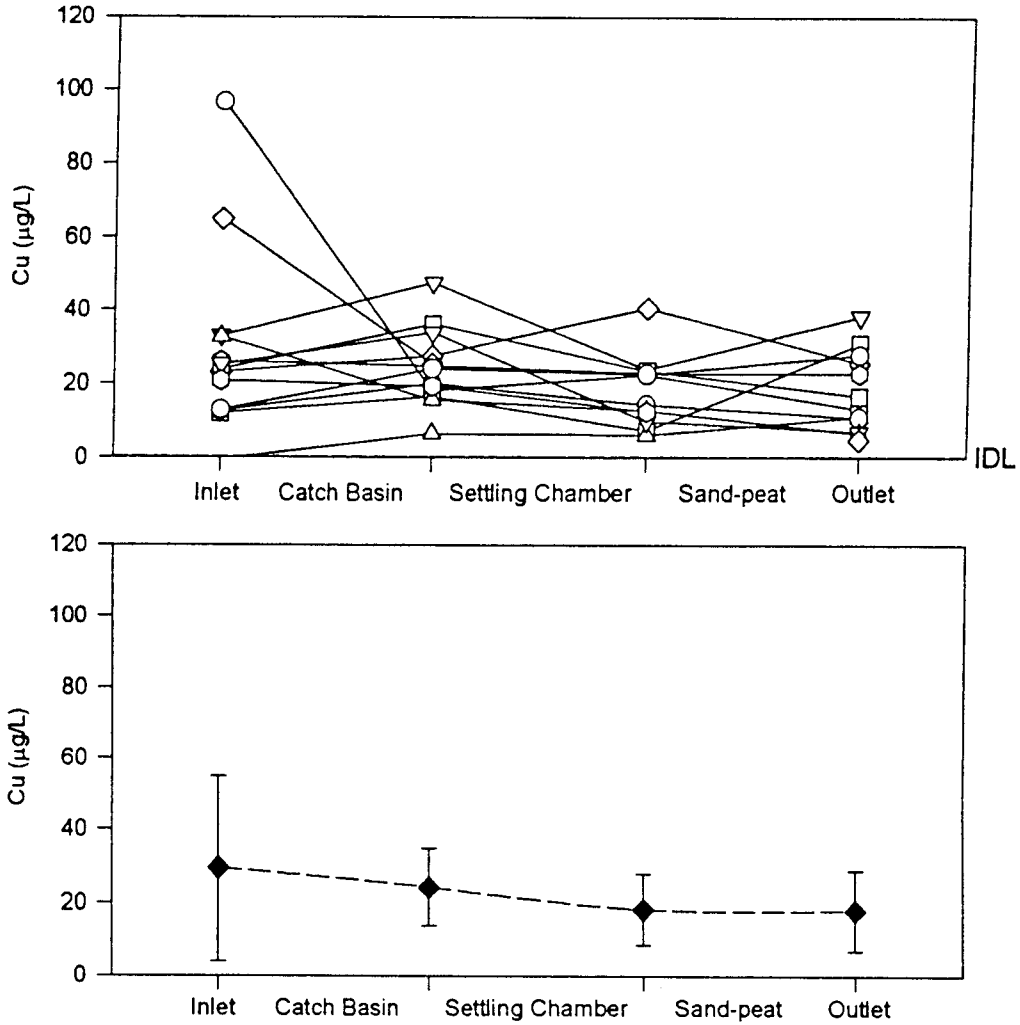 120
100
80
60
40
20
0
Cu (µg/L)
IDL
Inlet Catch Basin Settling Chamber Sand-peat Outlet
120
100
80
60
40
20
0
Cu (µg/L)
Inlet Catch Basin Settling Chamber Sand-peat Outlet